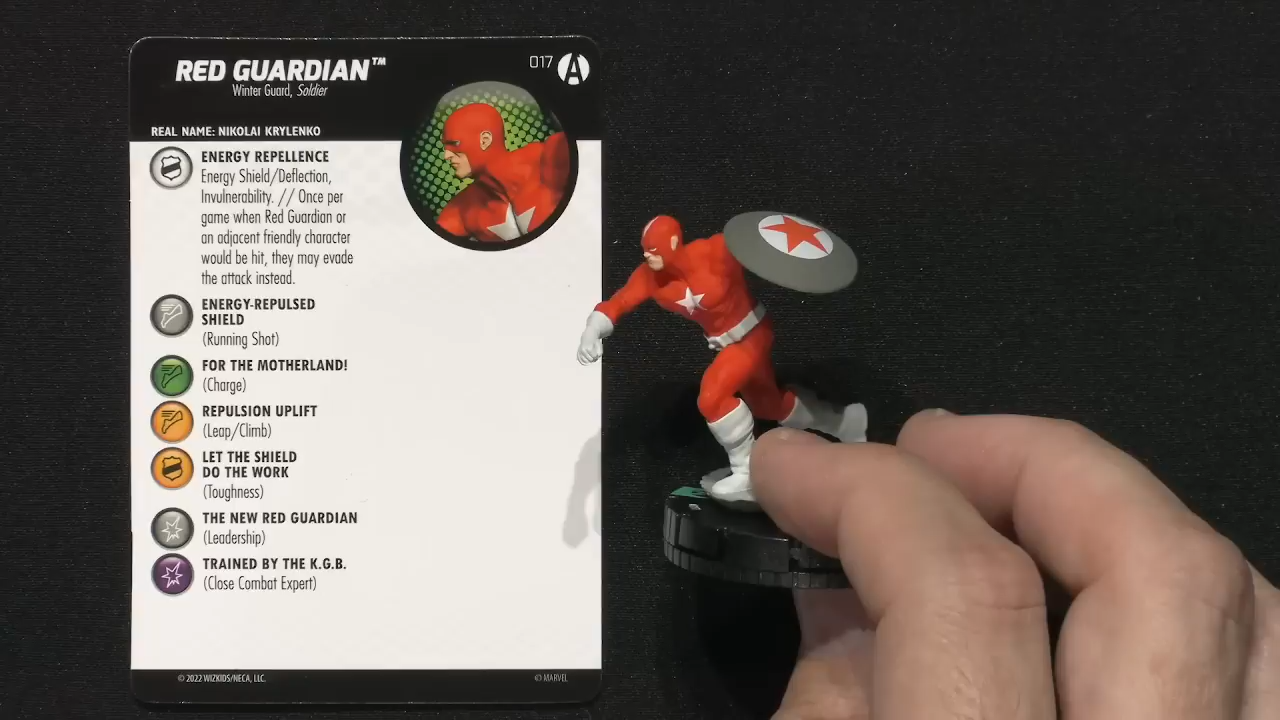 RED GUARDIAN™
017
Winter Guard, Soldier
REAL NAME: NIKOLAI KRYLENKO
ENERGY REPELLENCE
Energy Shield/Deflection,
Invulnerability. // Once per
game when Red Guardian or
an adjacent friendly character
would be hit, they may evade
the attack instead.
ENERGY-REPULSED
SHIELD
(Running Shot)
FOR THE MOTHERLAND!
(Charge)
REPULSION UPLIFT
(Leap/Climb)
LET THE SHIELD
DO THE WORK
(Toughness)
THE NEW RED GUARDIAN
(Leadership)
TRAINED BY THE K.G.B.
(Close Combat Expert)
© 2022 WIZKIDS/NECA, LLC.
© MARVEL